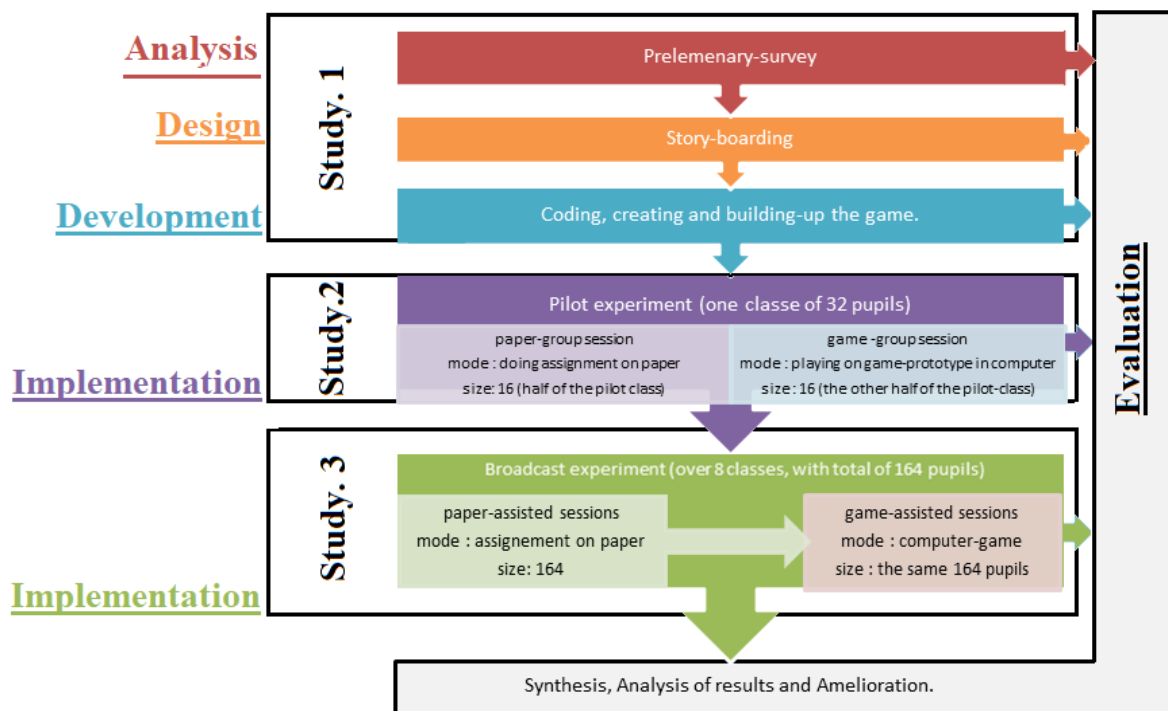 Analysis
Design
Development
Implementation
Implementation
Study. 1
Prelemenary-survey
Story-boarding
Coding, creating and building-up the game.
Study.2
Pilot experiment (one classe of 32 pupils)
paper-group session
mode : doing assignment on paper
size: 16 (half of the pilot class)
game -group session
mode : playing on game-prototype in computer
size : 16 (the other half of the pilot-class)
Study. 3
Broadcast experiment (over 8 classes, with total of 164 pupils)
paper-assisted sessions
mode : assignement on paper
size: 164
game-assisted sessions
mode : computer-game
size : the same 164 pupils
Evaluation
Synthesis, Analysis of results and Amelioration.